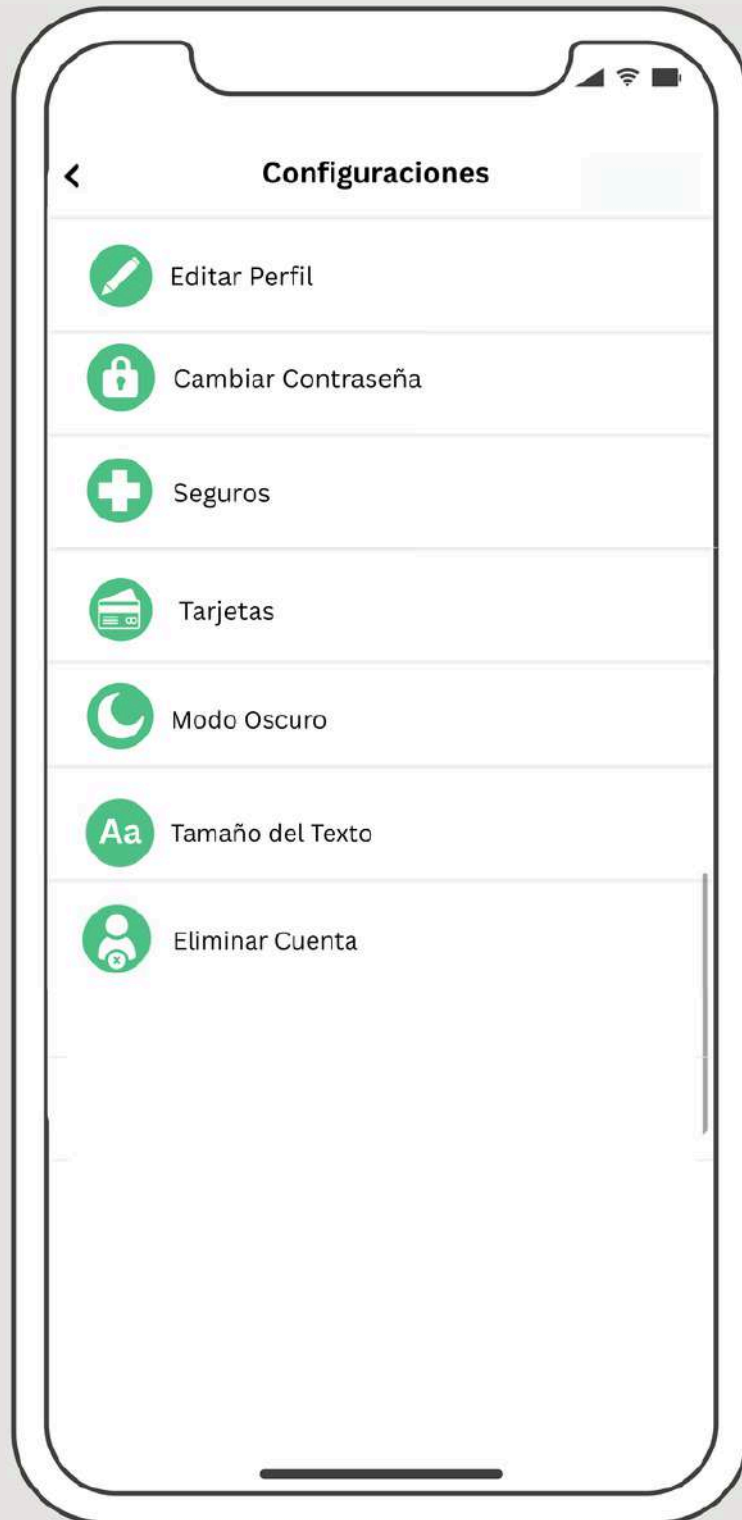 Configuraciones
Editar Perfil
Cambiar Contraseña
Seguros
Tarjetas
Modo Oscuro
Aa Tamaño del Texto
Eliminar Cuenta